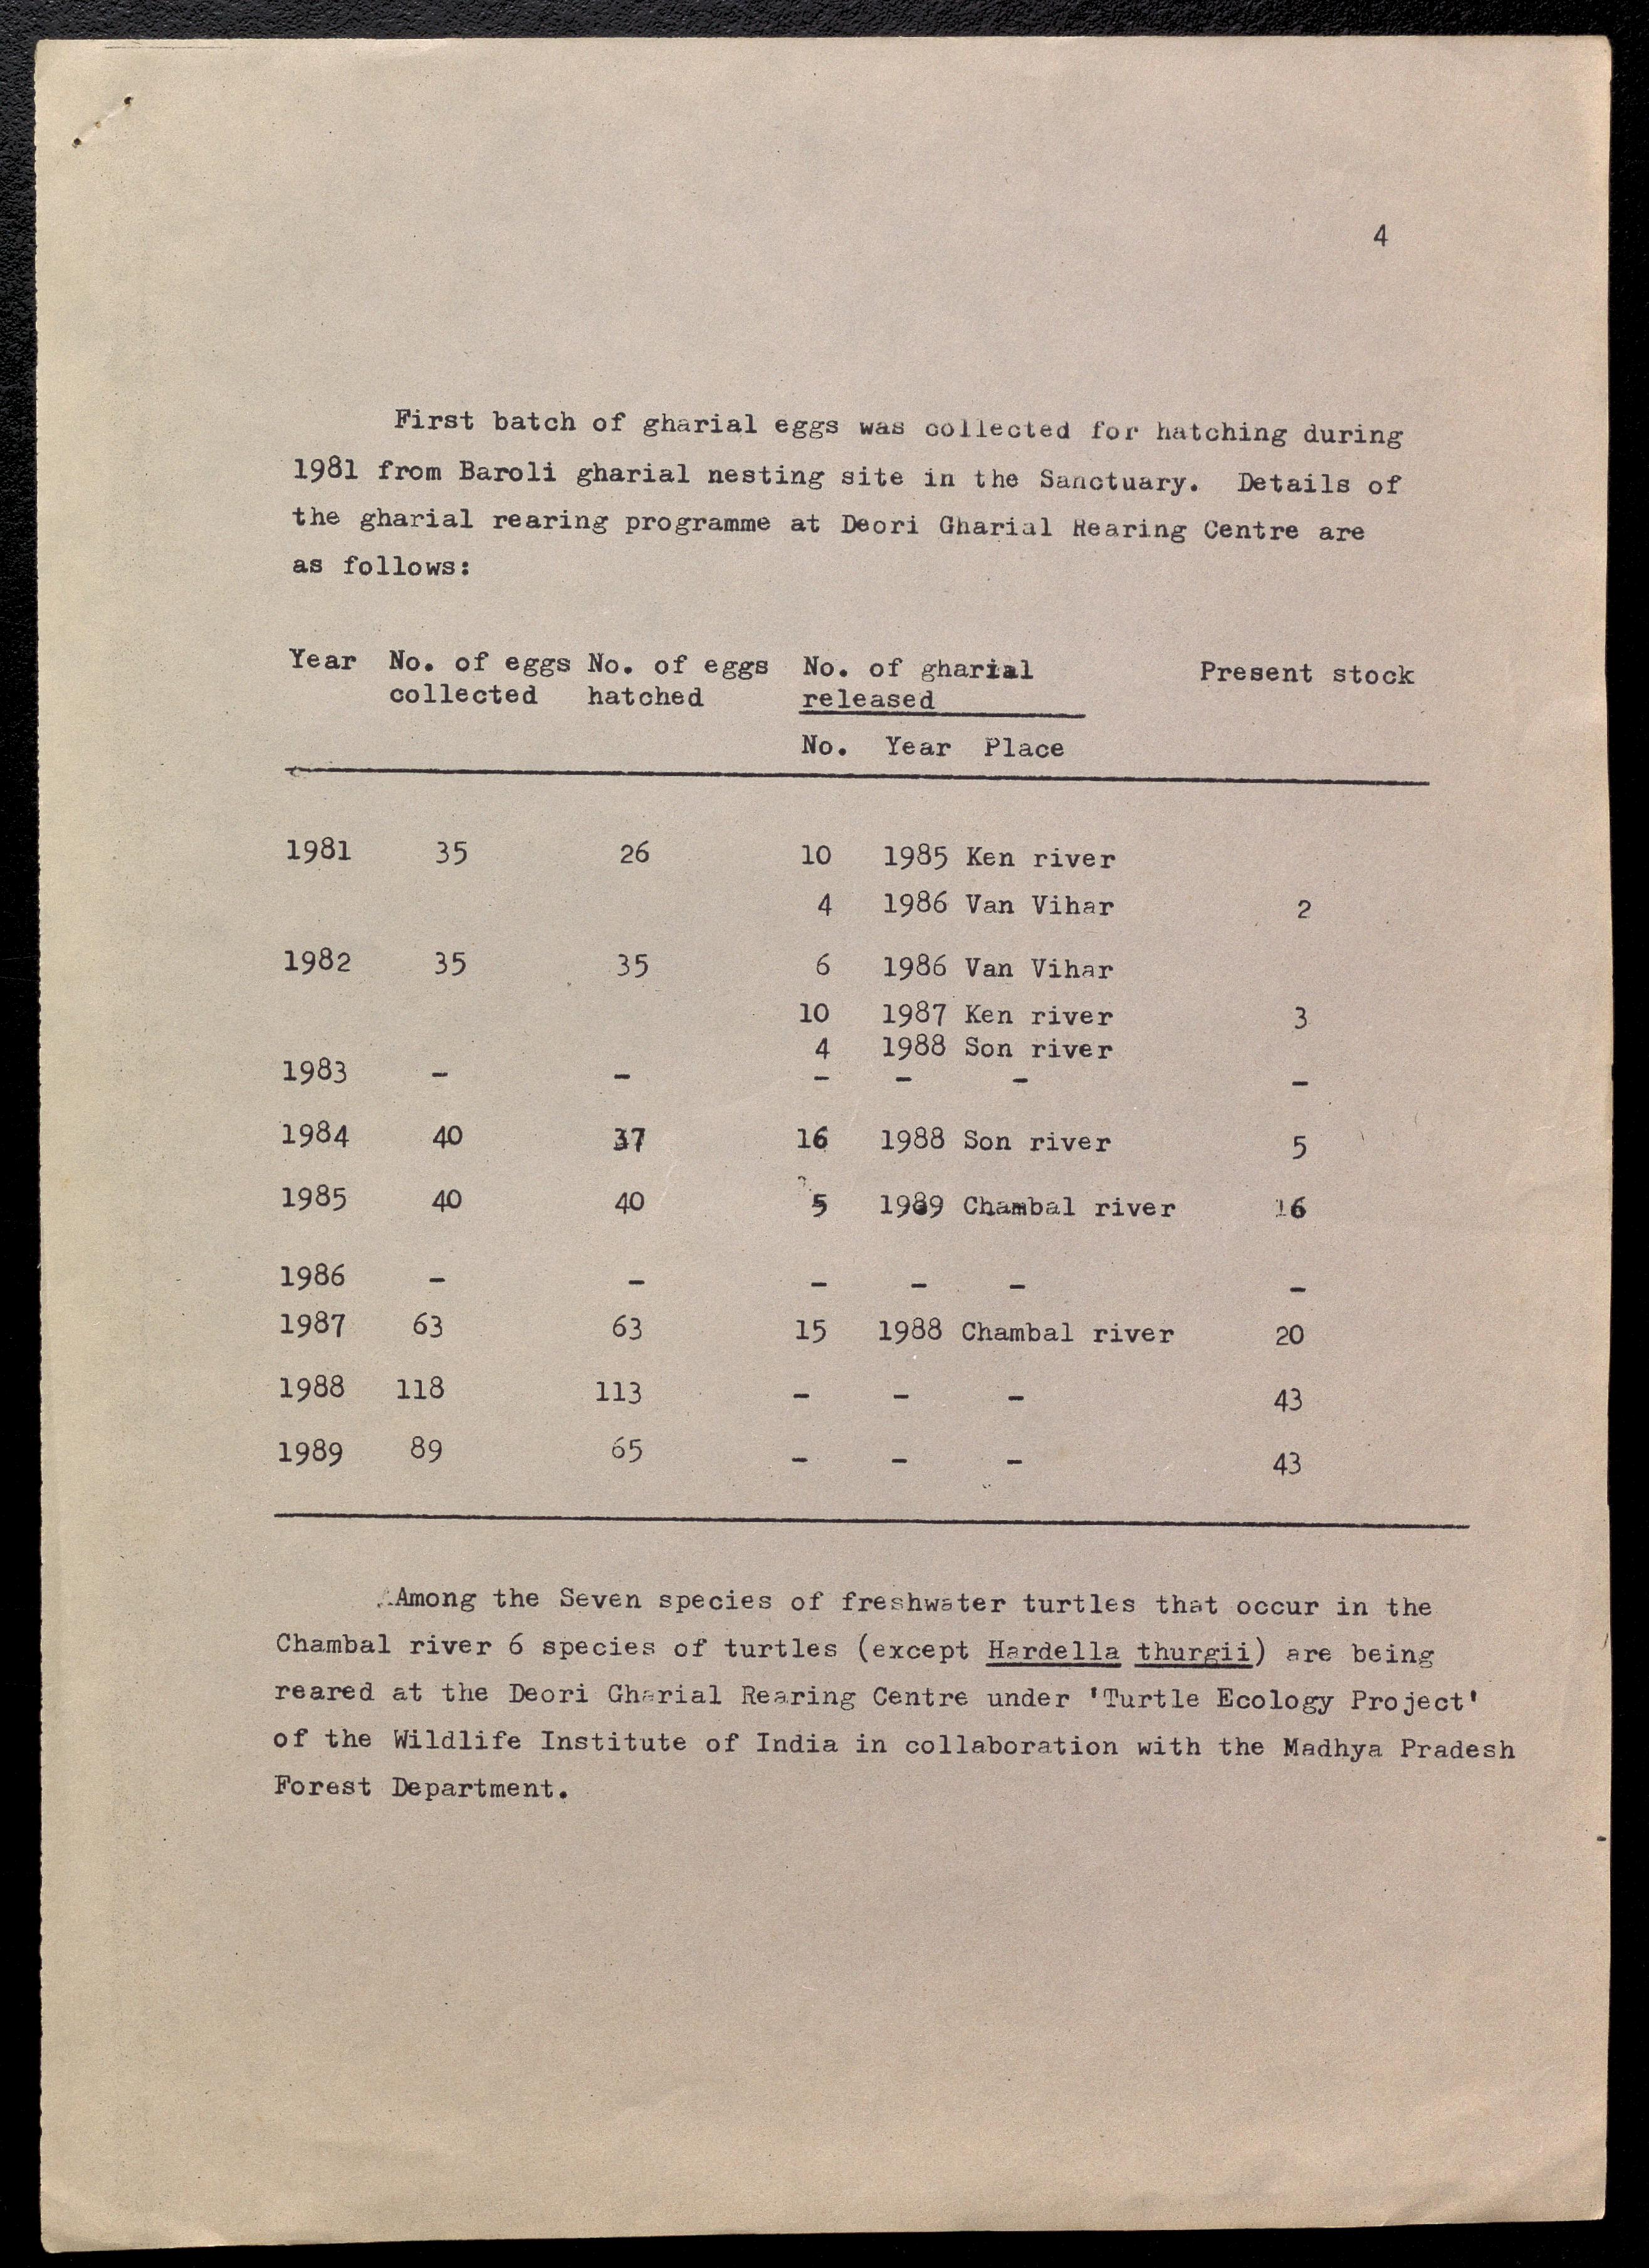 4
First batch of gharial eggs was collected for hatching during
1981 from Baroli gharial nesting site in the Sanctuary. Details of
the gharial rearing programme at Deori Gharial Rearing Centre are
as follows:
Year No. of eggs No. of eggs No. of gharial Present stock
collected hatched released
No. Year Place
1981 35 26 10 1985 Ken river
4 1986 Van Vihar 2
1982 35 35 6 1986 Van Vihar
10 1987 Ken river 3
4 1988 Son river
1983 - - - - - -
1984 40 37 16 1988 Son river 5
1985 40 40 5 1989 Chambal river 16
1986 - - - - - -
1987 63 63 15 1988 Chambal river 20
1988 118 113 - - - 43
1989 89 65 - - - 43
Among the Seven species of freshwater turtles that occur in the
Chambal river 6 species of turtles (except Hardella thurgii) are being
reared at the Deori Gharial Rearing Centre under 'Turtle Ecology Project'
of the Wildlife Institute of India in collaboration with the Madhya Pradesh
Forest Department.